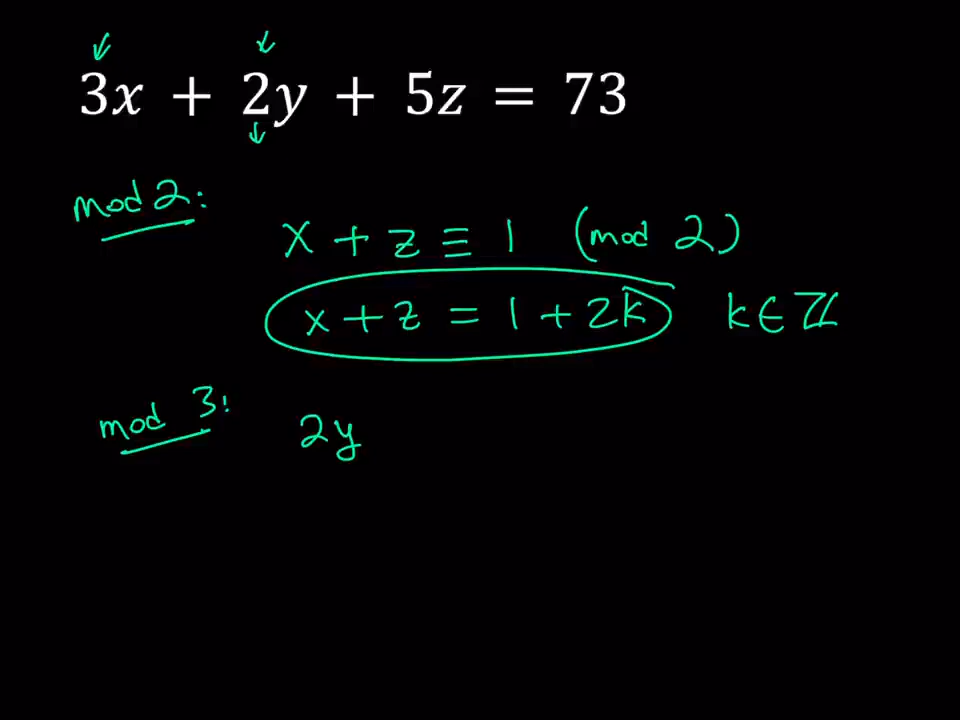 3x + 2y + 5z = 73
mod 2:
x + z ≡ 1 (mod 2)
x + z = 1 + 2k k ∈ ℤ
mod 3: 2y